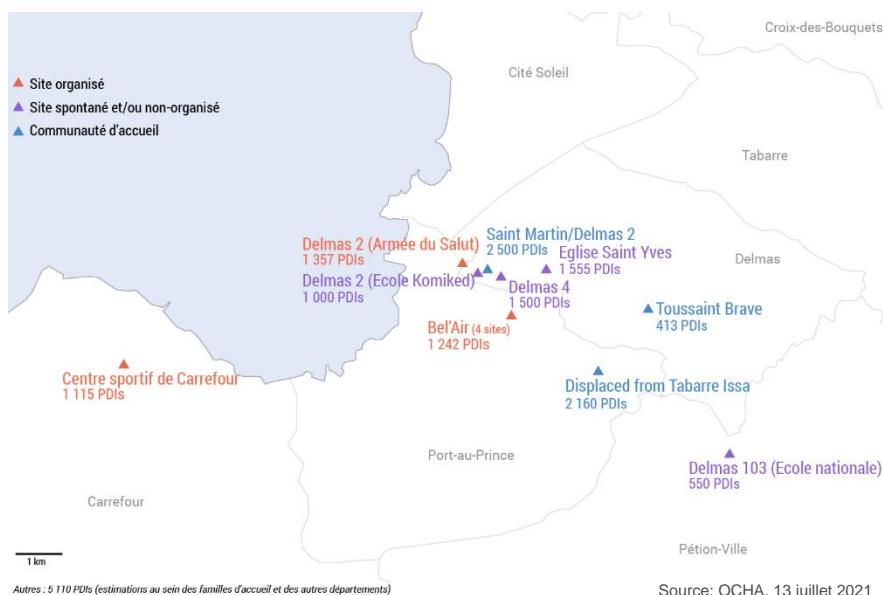 Croix-des-Bouquets
Cité Soleil
Site organisé
Site spontané et/ou non-organisé
Communauté d'accueil
Tabarre
Delmas 2 (Armée du Salut)
1 357 PDIs
Saint Martin/Delmas 2
2 500 PDIs
Eglise Saint Yves
1 555 PDIs
Delmas
Delmas 2 (Ecole Komiked)
1 000 PDIs
Delmas 4
1 500 PDIs
Toussaint Brave
413 PDIs
Bel'Air (4 sites)
1 242 PDIs
Centre sportif de Carrefour
1 115 PDIs
Displaced from Tabarre Issa
2 160 PDIs
Port-au-Prince
Delmas 103 (Ecole nationale)
550 PDIs
Carrefour
Pétion-Ville
1 km
Autres : 5 110 PDIs (estimations au sein des familles d'accueil et des autres départements)
Source: OCHA, 13 juillet 2021